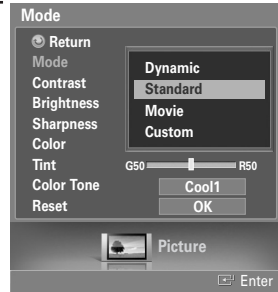 Mode
Return
Mode
Contrast
Brightness
Sharpness
Color
Tint
Color Tone
Reset
Dynamic
Standard
Movie
Custom
G50 R50
Cool1
OK
Picture
Enter